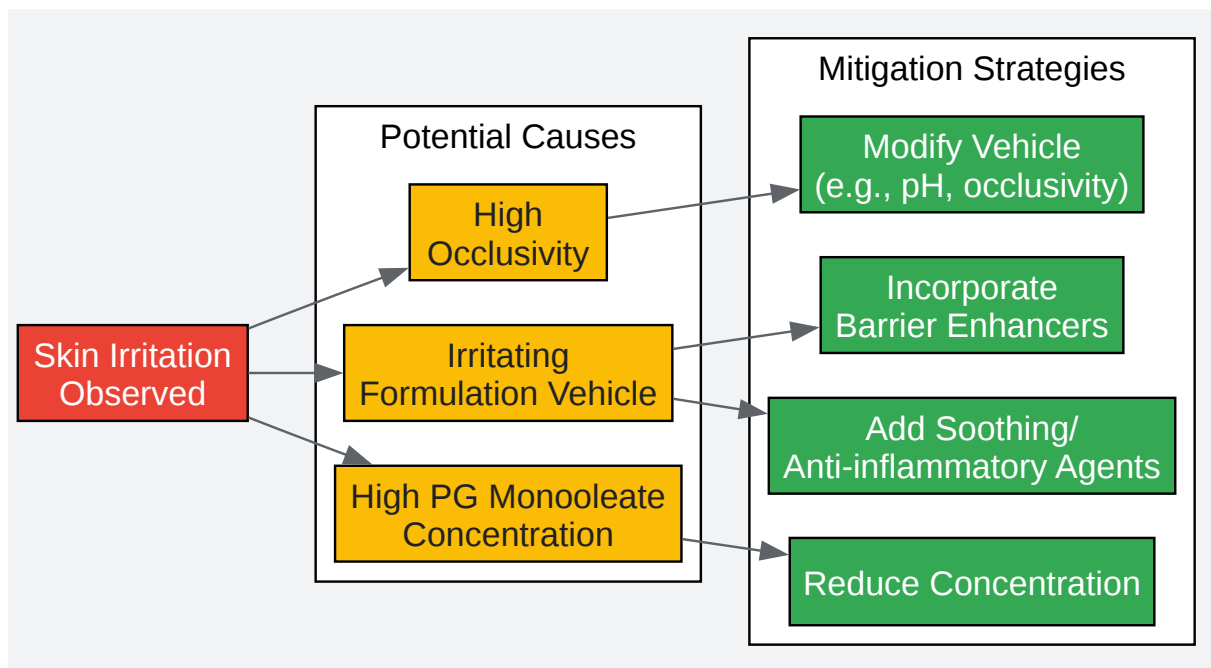 Skin Irritation
Observed
Potential Causes
High
Occlusivity
Irritating
Formulation Vehicle
High PG Monooleate
Concentration
Mitigation Strategies
Modify Vehicle
(e.g., pH, occlusivity)
Incorporate
Barrier Enhancers
Add Soothing/
Anti-inflammatory Agents
Reduce Concentration